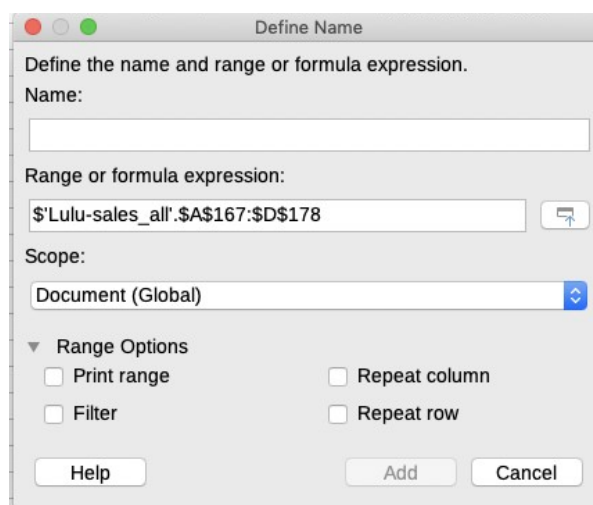 Define Name
Define the name and range or formula expression.
Name:
Range or formula expression:
$'Lulu-sales_all'.$A$167:$D$178
Scope:
Document (Global)
Range Options
Print range
Repeat column
Filter
Repeat row
Help
Add
Cancel